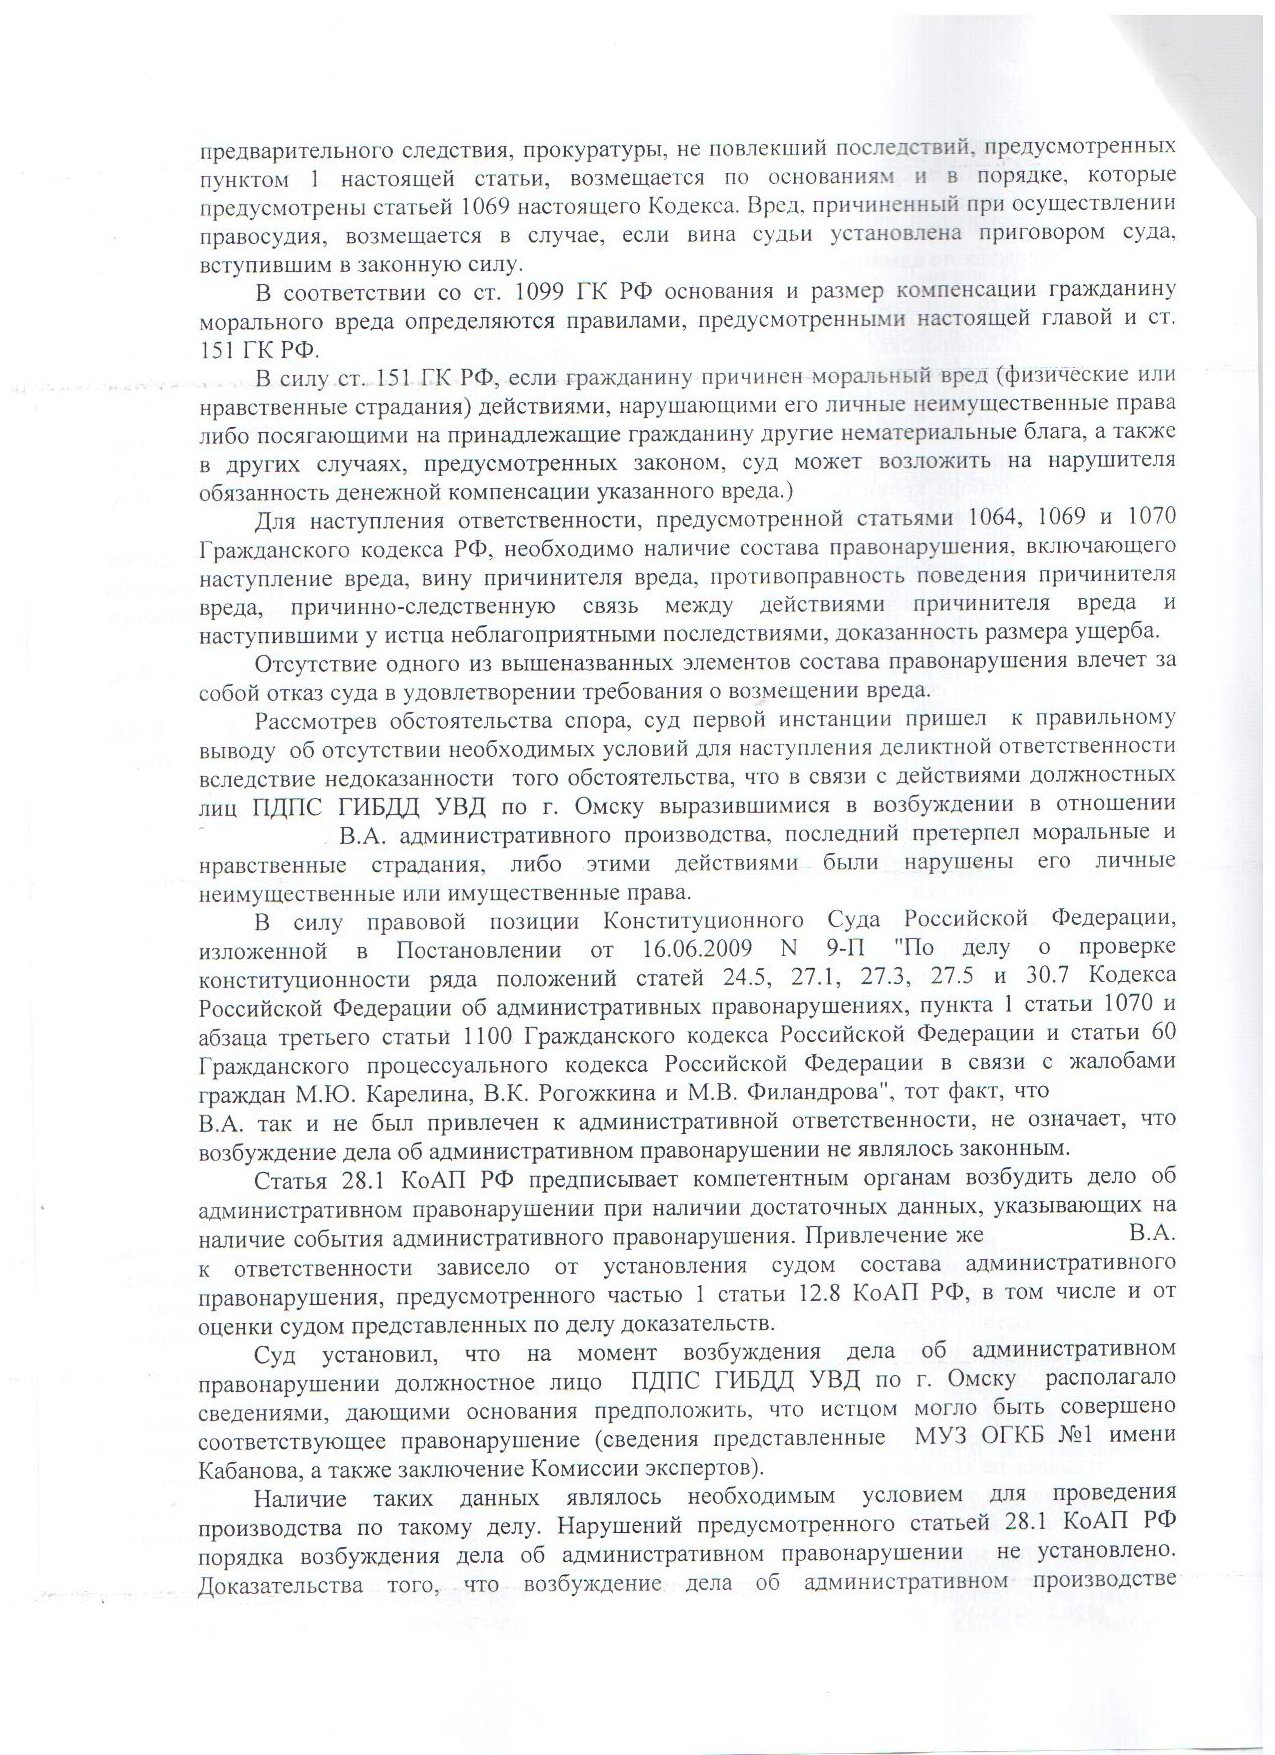 предварительного следствия, прокуратуры, не повлекший последствий, предусмотренных
пунктом 1 настоящей статьи, возмещается по основаниям и в порядке, которые
предусмотрены статьей 1069 настоящего Кодекса. Вред, причиненный при осуществлении
правосудия, возмещается в случае, если вина судьи установлена приговором суда,
вступившим в законную силу.
В соответствии со ст. 1099 ГК РФ основания и размер компенсации гражданину
морального вреда определяются правилами, предусмотренными настоящей главой и ст.
151 ГК РФ.
В силу ст. 151 ГК РФ, если гражданину причинен моральный вред (физические или
нравственные страдания) действиями, нарушающими его личные неимущественные права
либо посягающими на принадлежащие гражданину другие нематериальные блага, а также
в других случаях, предусмотренных законом, суд может возложить на нарушителя
обязанность денежной компенсации указанного вреда.)
Для наступления ответственности, предусмотренной статьями 1064, 1069 и 1070
Гражданского кодекса РФ, необходимо наличие состава правонарушения, включающего
наступление вреда, вину причинителя вреда, противоправность поведения причинителя
вреда, причинно-следственную связь между действиями причинителя вреда и
наступившими у истца неблагоприятными последствиями, доказанность размера ущерба.
Отсутствие одного из вышеназванных элементов состава правонарушения влечет за
собой отказ суда в удовлетворении требования о возмещении вреда.
Рассмотрев обстоятельства спора, суд первой инстанции пришел к правильному
выводу об отсутствии необходимых условий для наступления деликтной ответственности
вследствие недоказанности того обстоятельства, что в связи с действиями должностных
лиц ПДПС ГИБДД УВД по г. Омску выразившимися в возбуждении в отношении
В.А. административного производства, последний претерпел моральные и
нравственные страдания, либо этими действиями были нарушены его личные
неимущественные или имущественные права.
В силу правовой позиции Конституционного Суда Российской Федерации,
изложенной в Постановлении от 16.06.2009 N 9-П "По делу о проверке
конституционности ряда положений статей 24.5, 27.1, 27.3, 27.5 и 30.7 Кодекса
Российской Федерации об административных правонарушениях, пункта 1 статьи 1070 и
абзаца третьего статьи 1100 Гражданского кодекса Российской Федерации и статьи 60
Гражданского процессуального кодекса Российской Федерации в связи с жалобами
граждан М.Ю. Карелина, В.К. Рогожкина и М.В. Филандрова", тот факт, что
В.А. так и не был привлечен к административной ответственности, не означает, что
возбуждение дела об административном правонарушении не являлось законным.
Статья 28.1 КоАП РФ предписывает компетентным органам возбудить дело об
административном правонарушении при наличии достаточных данных, указывающих на
наличие события административного правонарушения. Привлечение же В.А.
к ответственности зависело от установления судом состава административного
правонарушения, предусмотренного частью 1 статьи 12.8 КоАП РФ, в том числе и от
оценки судом представленных по делу доказательств.
Суд установил, что на момент возбуждения дела об административном
правонарушении должностное лицо ПДПС ГИБДД УВД по г. Омску располагало
сведениями, дающими основания предположить, что истцом могло быть совершено
соответствующее правонарушение (сведения представленные МУЗ ОГКБ №1 имени
Кабанова, а также заключение Комиссии экспертов).
Наличие таких данных являлось необходимым условием для проведения
производства по такому делу. Нарушений предусмотренного статьей 28.1 КоАП РФ
порядка возбуждения дела об административном правонарушении не установлено.
Доказательства того, что возбуждение дела об административном производстве